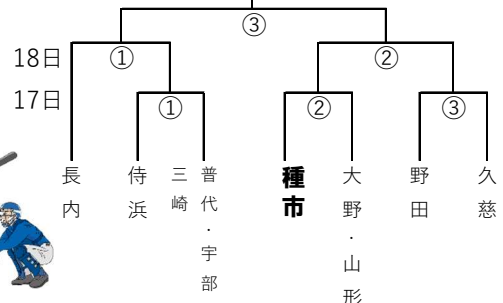 ③
18日 ① ②
17日 ① ② ③
長内
侍浜
三崎
普代・宇部
種市
大野・山形
野田
久慈